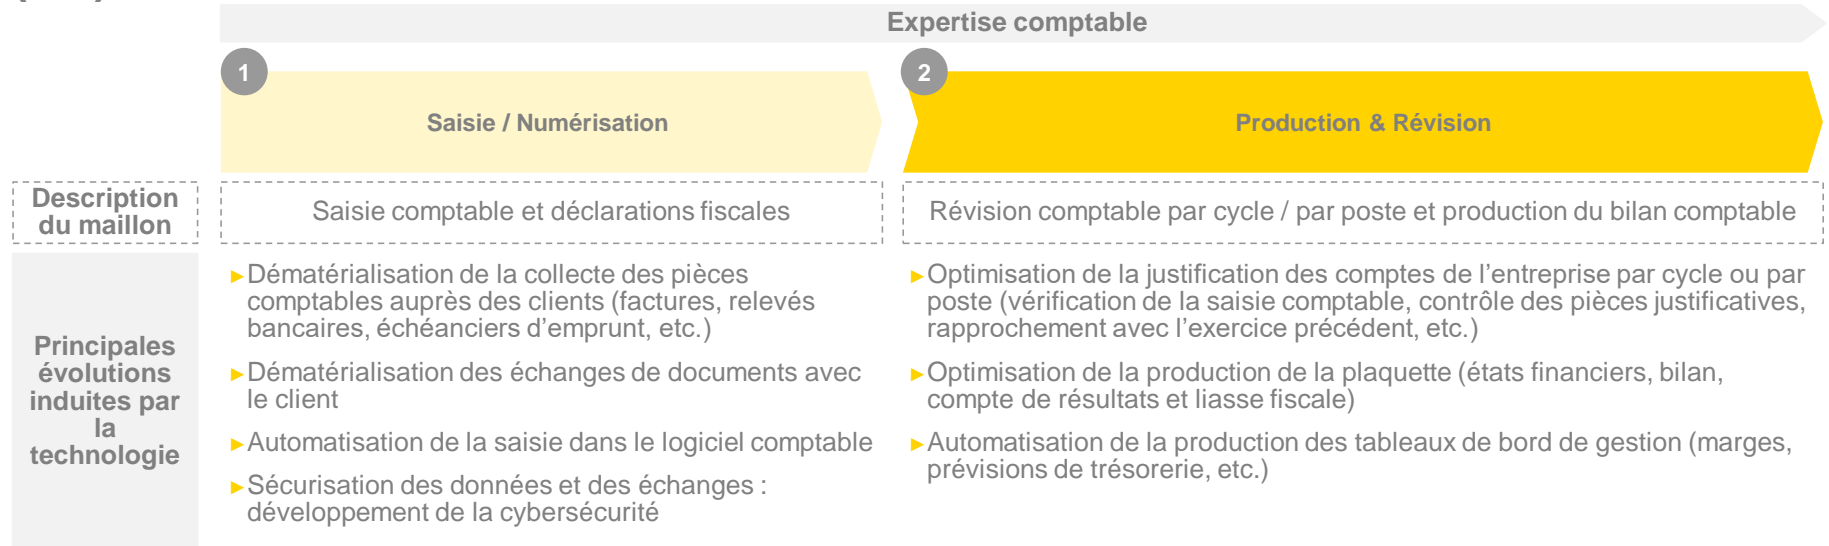 Expertise comptable
1
2
Saisie / Numérisation
Production & Révision
Description
du maillon
Saisie comptable et déclarations fiscales
Révision comptable par cycle / par poste et production du bilan comptable
Principales
évolutions
induites par
la
technologie
►Dématérialisation de la collecte des pièces
comptables auprès des clients (factures, relevés
bancaires, échéanciers d’emprunt, etc.)
►Dématérialisation des échanges de documents avec
le client
►Automatisation de la saisie dans le logiciel comptable
►Sécurisation des données et des échanges :
développement de la cybersécurité
►Optimisation de la justification des comptes de l’entreprise par cycle ou par
poste (vérification de la saisie comptable, contrôle des pièces justificatives,
rapprochement avec l’exercice précédent, etc.)
►Optimisation de la production de la plaquette (états financiers, bilan,
compte de résultats et liasse fiscale)
►Automatisation de la production des tableaux de bord de gestion (marges,
prévisions de trésorerie, etc.)